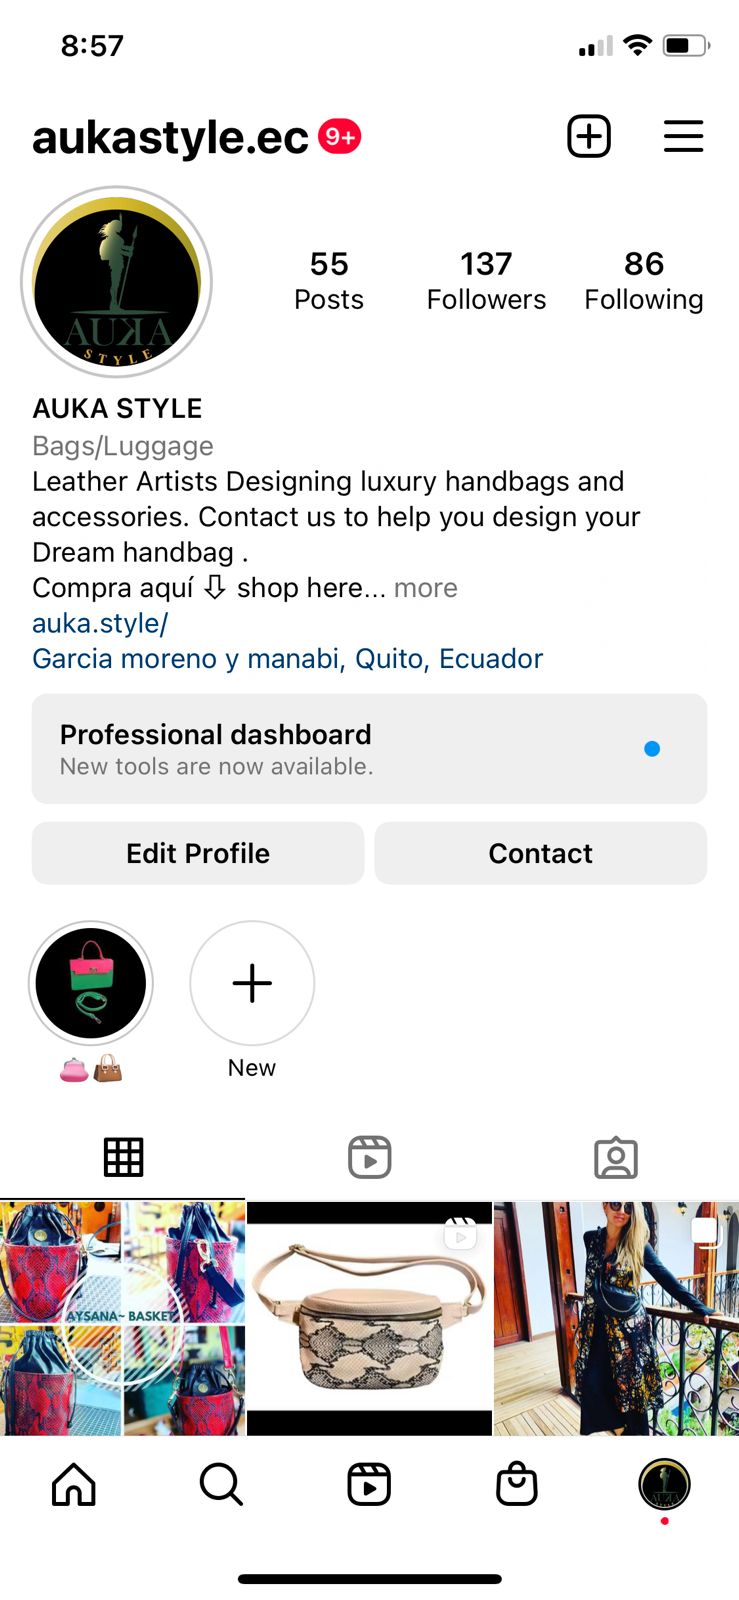 8:57
aukastyle.ec 9+
AUKA
STYLE
55
Posts
137
Followers
86
Following
AUKA STYLE
Bags/Luggage
Leather Artists Designing luxury handbags and
accessories. Contact us to help you design your
Dream handbag .
Compra aquí ⇩ shop here... more
auka.style/
Garcia moreno y manabi, Quito, Ecuador
Professional dashboard
New tools are now available.
Edit Profile
Contact
New
AYSANA~ BASKET